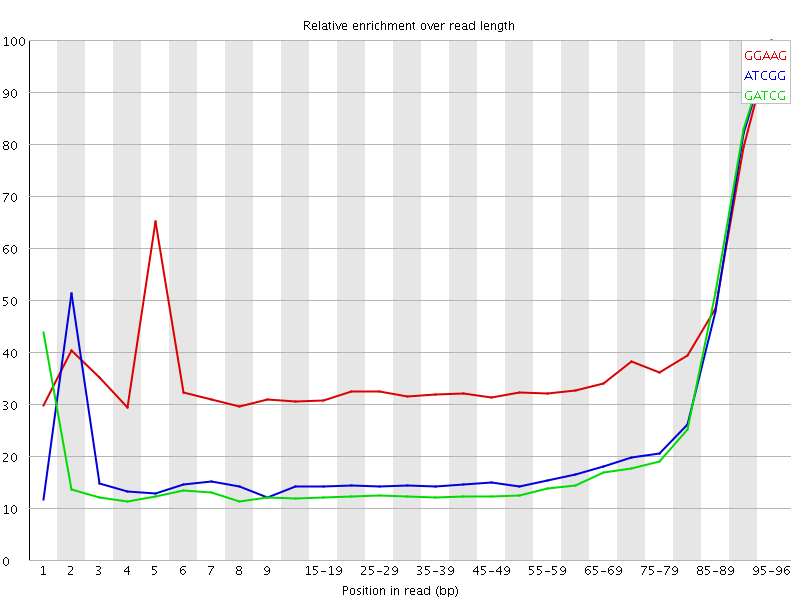 Relative enrichment over read length
100
90
80
70
60
50
40
30
20
10
0
GGAAG
ATCGG
GATCG
1 2 3 4 5 6 7 8 9 15-19 25-29 35-39 45-49 55-59 65-69 75-79 85-89 95-96
Position in read (bp)